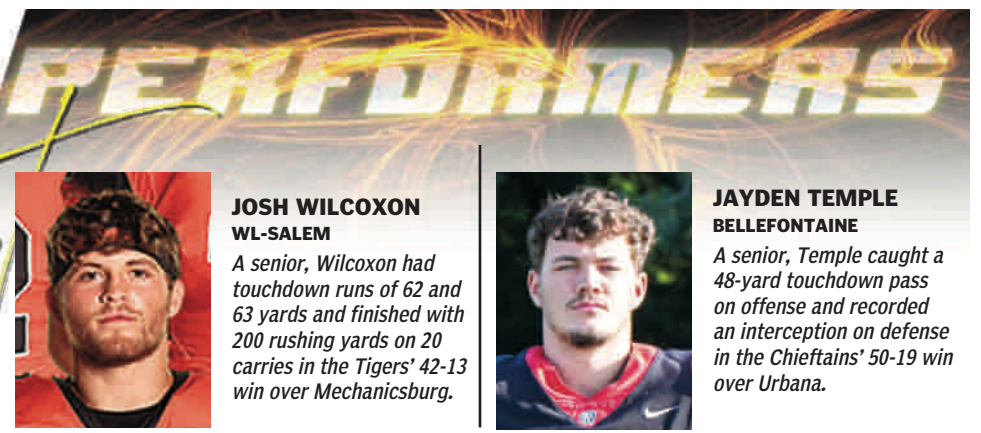 PERFORMERS
JOSH WILCOXON
WL-SALEM
A senior, Wilcoxon had
touchdown runs of 62 and
63 yards and finished with
200 rushing yards on 20
carries in the Tigers’ 42-13
win over Mechanicsburg.
JAYDEN TEMPLE
BELLEFONTAINE
A senior, Temple caught a
48-yard touchdown pass
on offense and recorded
an interception on defense
in the Chieftains’ 50-19 win
over Urbana.